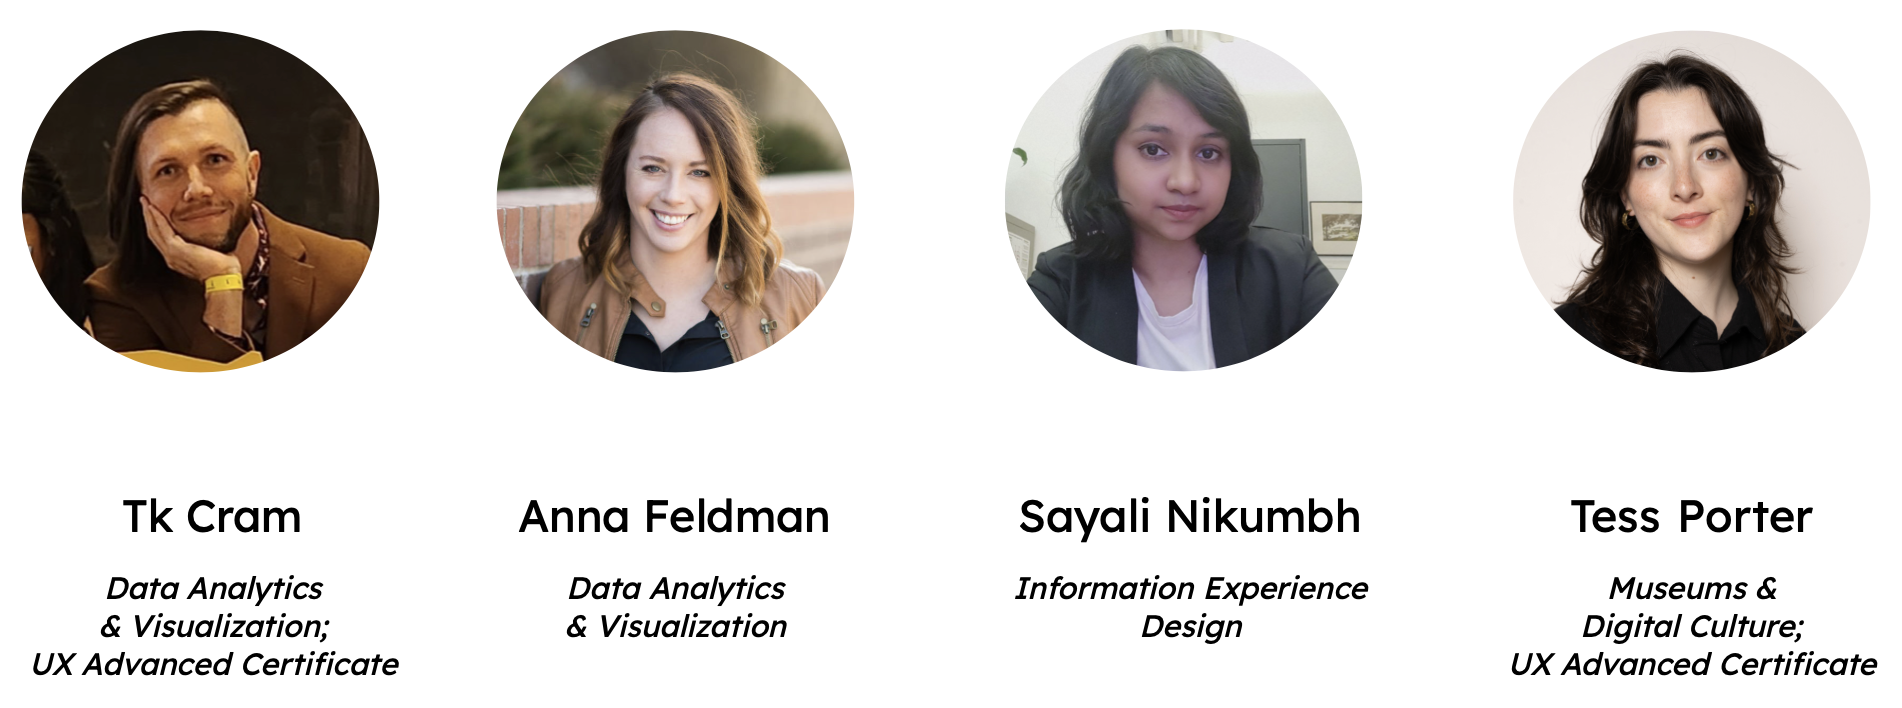 Tk Cram
Data Analytics
& Visualization;
UX Advanced Certificate
Anna Feldman
Data Analytics
& Visualization
Sayali Nikumbh
Information Experience
Design
Tess Porter
Museums &
Digital Culture;
UX Advanced Certificate